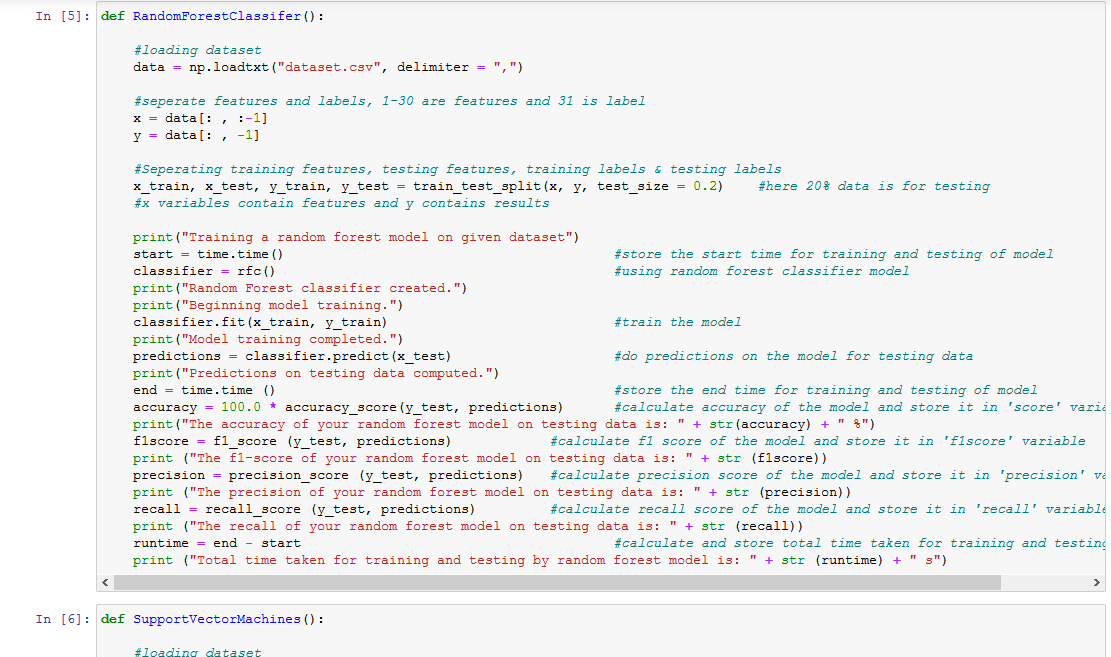 In [5]: def RandomForestClassifer():
#loading dataset
data = np.loadtxt("dataset.csv", delimiter = ",")
#seperate features and labels, 1-30 are features and 31 is label
x = data[: , :-1]
y = data[: , -1]
#Seperating training features, testing features, training labels & testing labels
x_train, x_test, y_train, y_test = train_test_split(x, y, test_size = 0.2) #here 20% data is for testing
#x variables contain features and y contains results
print("Training a random forest model on given dataset")
start = time.time() #store the start time for training and testing of model
classifier = rfc() #using random forest classifier model
print("Random Forest classifier created.")
print("Beginning model training.")
classifier.fit(x_train, y_train) #train the model
print("Model training completed.")
predictions = classifier.predict(x_test) #do predictions on the model for testing data
print("Predictions on testing data computed.")
end = time.time () #store the end time for training and testing of model
accuracy = 100.0 * accuracy_score(y_test, predictions) #calculate accuracy of the model and store it in 'score' varia
print("The accuracy of your random forest model on testing data is: " + str(accuracy) + " %")
f1score = f1_score (y_test, predictions) #calculate f1 score of the model and store it in 'f1score' variable
print ("The f1-score of your random forest model on testing data is: " + str (f1score))
precision = precision_score (y_test, predictions) #calculate precision score of the model and store it in 'precision' va
print ("The precision of your random forest model on testing data is: " + str (precision))
recall = recall_score (y_test, predictions) #calculate recall score of the model and store it in 'recall' variable
print ("The recall of your random forest model on testing data is: " + str (recall))
runtime = end - start #calculate and store total time taken for training and testing
print ("Total time taken for training and testing by random forest model is: " + str (runtime) + " s")
In [6]: def SupportVectorMachines():
#loading dataset